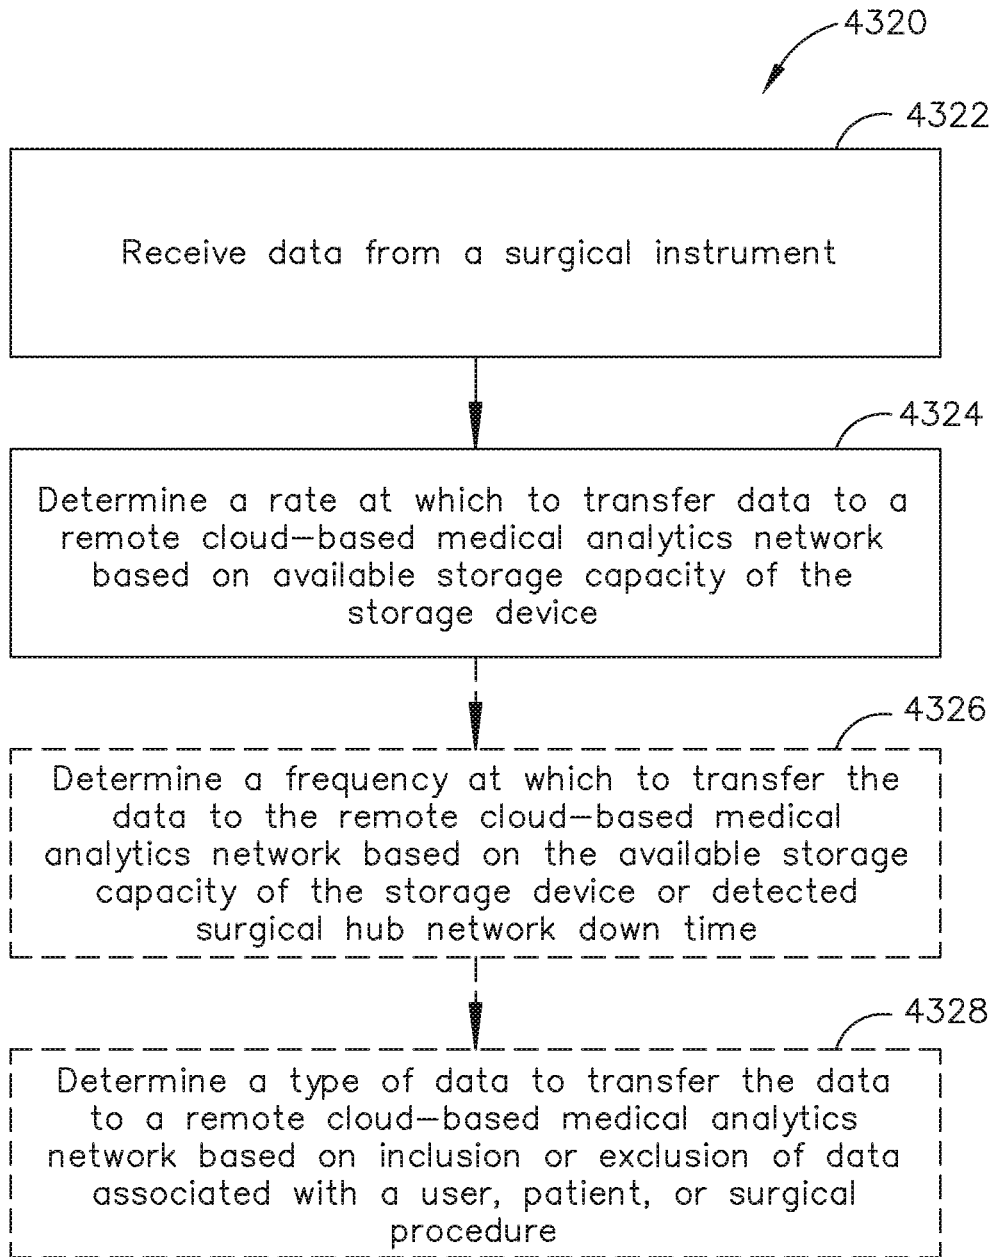 4320
4322
Receive data from a surgical instrument
4324
Determine a rate at which to transfer data to a
remote cloud–based medical analytics network
based on available storage capacity of the
storage device
4326
Determine a frequency at which to transfer the
data to the remote cloud–based medical
analytics network based on the available storage
capacity of the storage device or detected
surgical hub network down time
4328
Determine a type of data to transfer the data
to a remote cloud–based medical analytics
network based on inclusion or exclusion of data
associated with a user, patient, or surgical
procedure